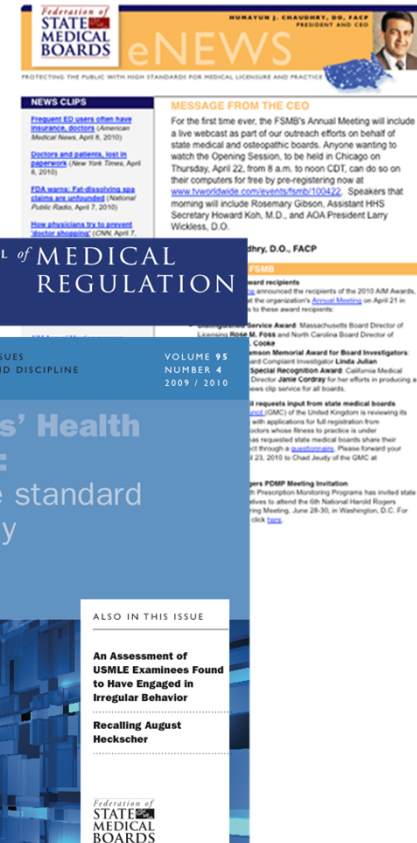 Federation of
STATE
MEDICAL
BOARDS
eNEWS
HUMAYUN J. CHAUDHRY, DO, FACP
PRESIDENT AND CEO
PROTECTING THE PUBLIC WITH HIGH STANDARDS FOR MEDICAL LICENSURE AND PRACTICE
NEWS CLIPS
Frequent ED users often have
insurance, doctors (American
Medical News, April 8, 2010)
Doctors and patients, lost in
paperwork (New York Times, April
8, 2010)
FDA warns: Fat-dissolving spa
claims are unfounded (National
Public Radio, April 7, 2010)
How physicians try to prevent
'doctor shopping' (CNN, April 7,
MESSAGE FROM THE CEO
For the first time ever, the FSMB's Annual Meeting will include
a live webcast as part of our outreach efforts on behalf of
state medical and osteopathic boards. Anyone wanting to
watch the Opening Session, to be held in Chicago on
Thursday, April 22, from 8 a.m. to noon CDT, can do so on
their computers for free by pre-registering now at
www.tvworldwide.com/events/fsmb/100422. Speakers that
morning will include Rosemary Gibson, Assistant HHS
Secretary Howard Koh, M.D., and AOA President Larry
Wickless, D.O.
dhry, D.O., FACP
FSMB
ward recipients
announced the recipients of the 2010 AIM Awards,
at the organization's Annual Meeting on April 21 in
to these award recipients:
Service Award: Massachusetts Board Director of
Licensing Rose M. Foss and North Carolina Board Director of
Cooke
amson Memorial Award for Board Investigators:
ard Complaint Investigator Linda Julian
Special Recognition Award: California Medical
Director Janie Cordray for her efforts in producing a
news clip service for all boards.
l requests input from state medical boards
uncil (GMC) of the United Kingdom is reviewing its
with applications for full registration from
octors whose fitness to practice is under
as requested state medical boards share their
ct through a questionnaire. Please forward your
l 23, 2010 to Chad Jeudy of the GMC at
gers PDMP Meeting Invitation
h Prescription Monitoring Programs has invited state
atives to attend the 6th National Harold Rogers
ring Meeting, June 28-30, in Washington, D.C. For
click here.
L of MEDICAL
REGULATION
SUES
ND DISCIPLINE
VOLUME 95
NUMBER 4
2009 / 2010
s' Health
:
e standard
y
ALSO IN THIS ISSUE
An Assessment of
USMLE Examinees Found
to Have Engaged in
Irregular Behavior
Recalling August
Heckscher
Federation of
STATE
MEDICAL
BOARDS